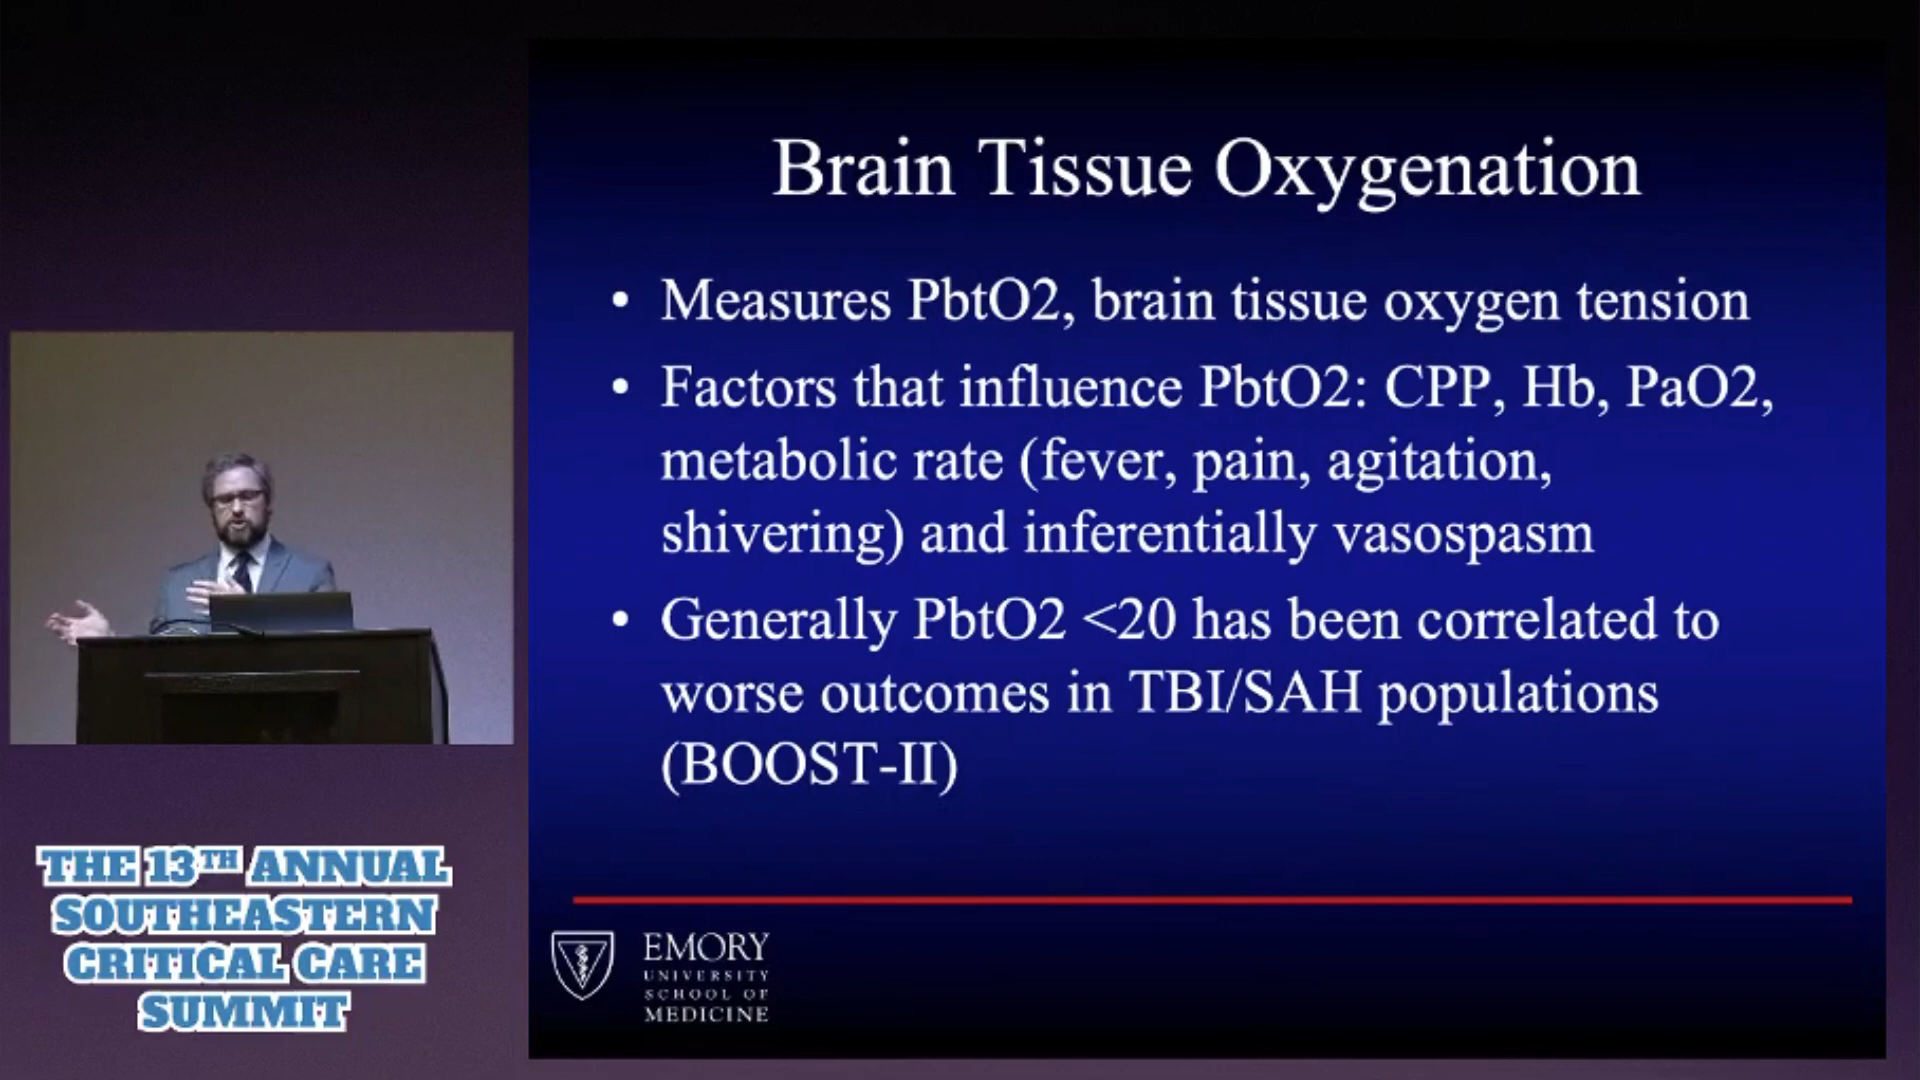 Brain Tissue Oxygenation
• Measures PbtO2, brain tissue oxygen tension
• Factors that influence PbtO2: CPP, Hb, PaO2,
metabolic rate (fever, pain, agitation,
shivering) and inferentially vasospasm
• Generally PbtO2 <20 has been correlated to
worse outcomes in TBI/SAH populations
(BOOST-II)
EMORY
UNIVERSITY
SCHOOL OF
MEDICINE
THE 13TH ANNUAL
SOUTHEASTERN
CRITICAL CARE
SUMMIT